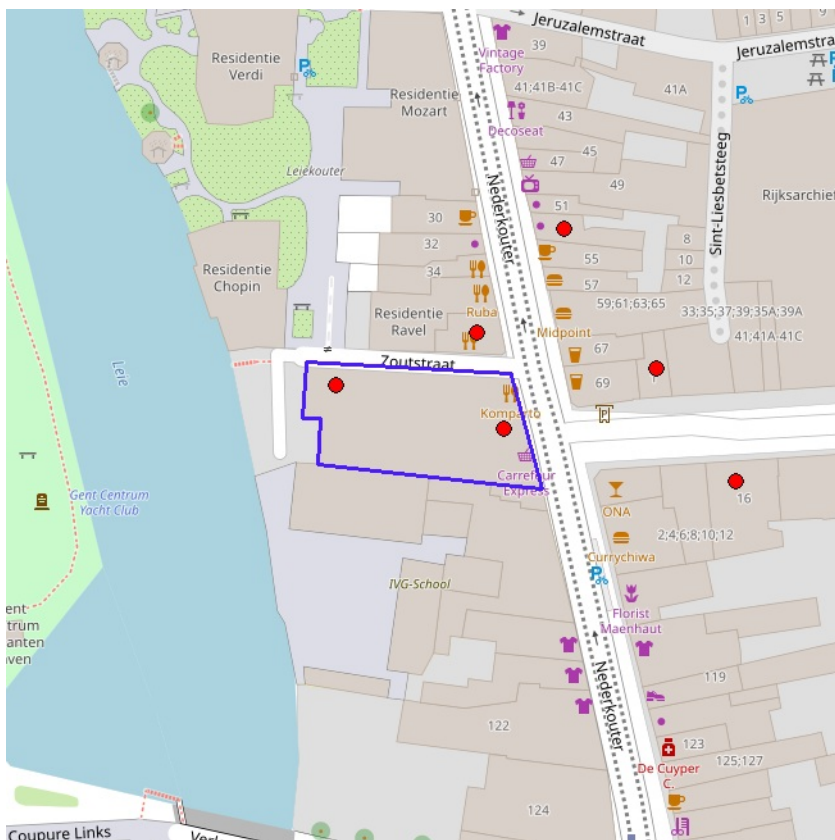 Jeruzalemstraat
1 3 5
9
Vintage
Factory
39
Jeruzalemstraat
Residentie
Verdi
P
41;41B-41C
41A
P
Residentie
Mozart
43
Decoseat
45
47
Leiekouter
49
Sint-Liesbetsteeg
Nederkouter
51
Rijksarchief
30
8
32
55
10
34
57
12
Residentie
Chopin
59;61;63;65
33;35;37;39;35A;39A
Residentie
Ravel
Ruba
Midpoint
41;41A-41C
67
Zoutstraat
Leie
69
Komparto
P
Carrefour
Express
Gent Centrum
Yacht Club
16
ONA
2;4;6;8;10;12
Currychiwa
P
IVG-School
Florist
Maenhaut
ent
trum
anten
aven
Nederkouter
119
122
123
De Cuyper
C.
125;127
124
Coupure Links